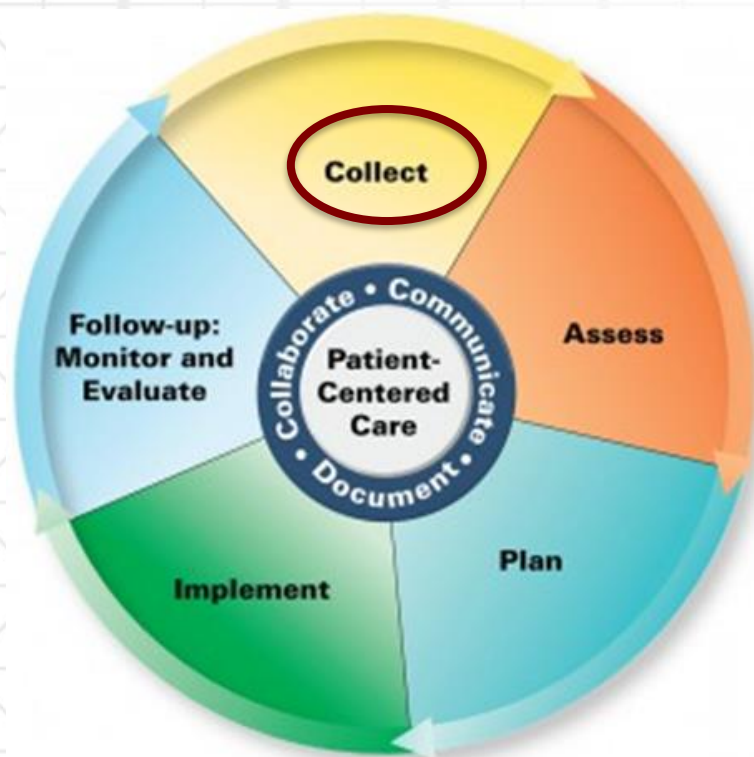 Collect
Assess
Plan
Implement
Follow-up:
Monitor and
Evaluate
Collaborate • Communicate • Document •
Patient-
Centered
Care